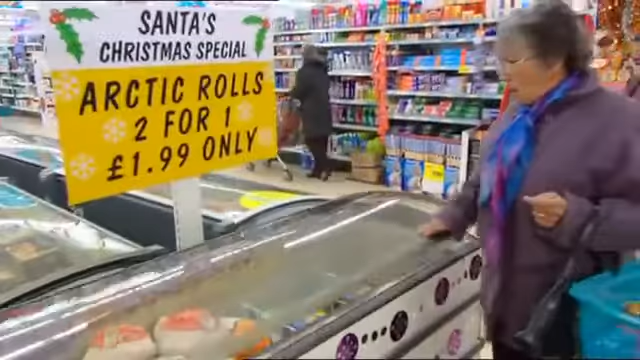 SANTA'S
CHRISTMAS SPECIAL
ARCTIC ROLLS
2 FOR 1
£1.99 ONLY